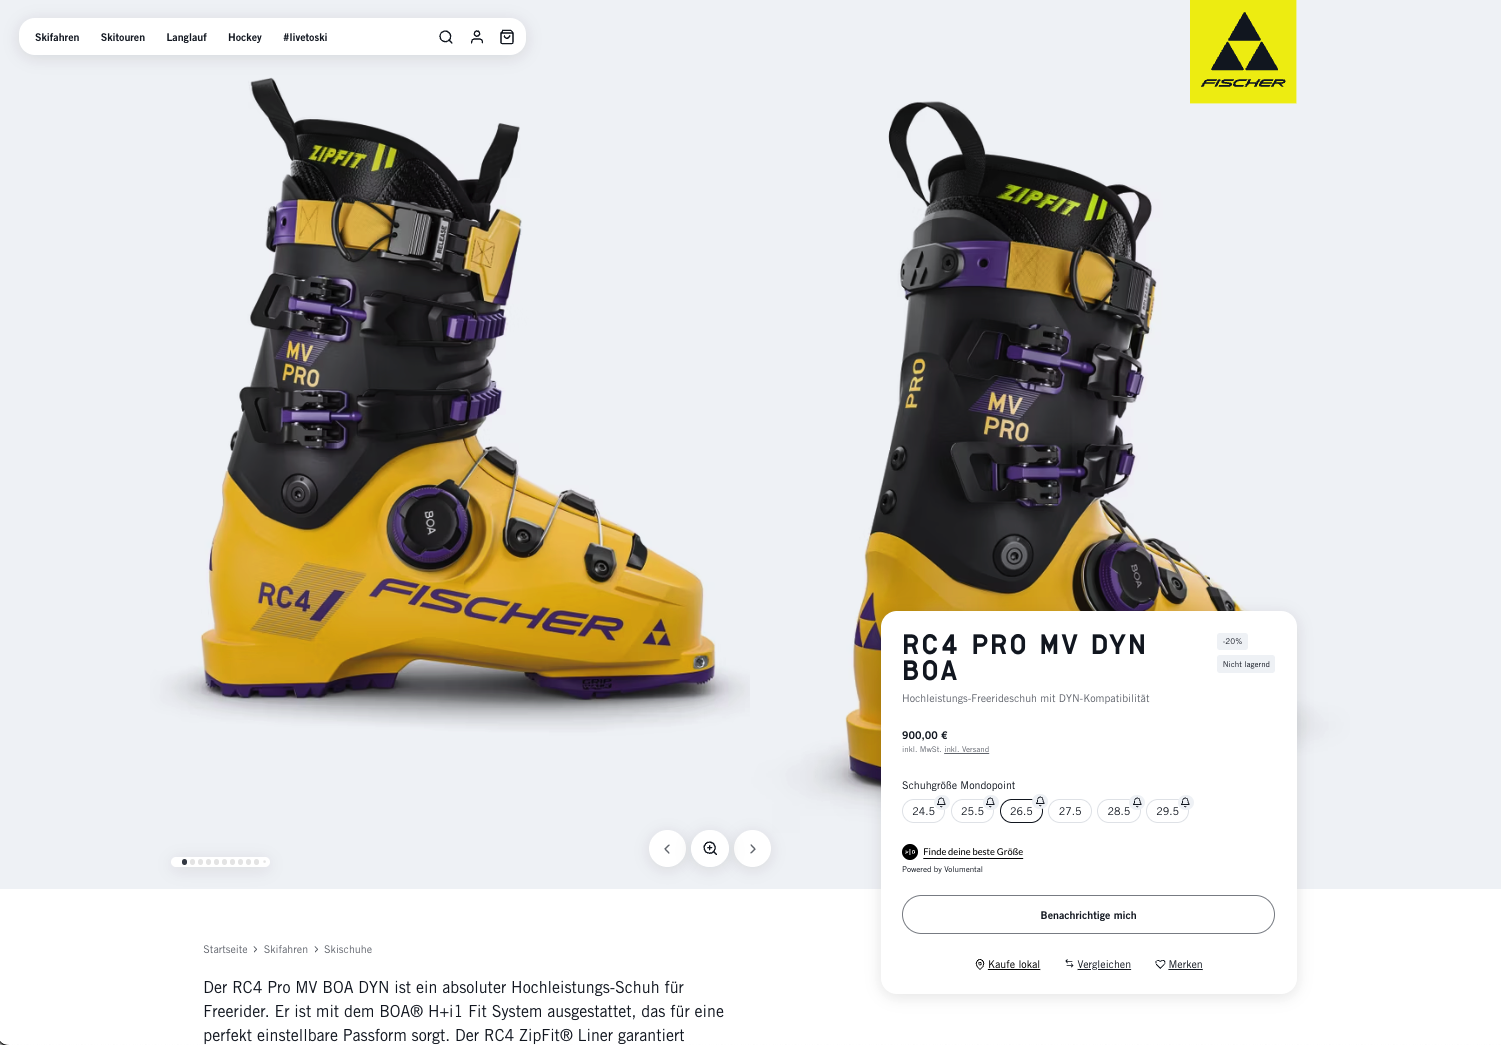 Skifahren
Skitouren
Langlauf
Hockey
#livetoski
FISCHER
ZIPFIT
RELEASE
MV
PRO
BOA
RC4
FISCHER
ZIPFIT
PRO
MV
PRO
BOA
RC4 PRO MV DYN
BOA
-20%
Nicht lagernd
Hochleistungs-Freerideschuh mit DYN-Kompatibilität
900,00 €
inkl. MwSt. inkl. Versand
Schuhgröße Mondopoint
24.5
25.5
26.5
27.5
28.5
29.5
Finde deine beste Größe
Powered by Volumental
Benachrichtige mich
Kaufe lokal
Vergleichen
Merken
Startseite > Skifahren > Skischuhe
Der RC4 Pro MV BOA DYN ist ein absoluter Hochleistungs-Schuh für
Freerider. Er ist mit dem BOA® H+i1 Fit System ausgestattet, das für eine
perfekt einstellbare Passform sorgt. Der RC4 ZipFit® Liner garantiert